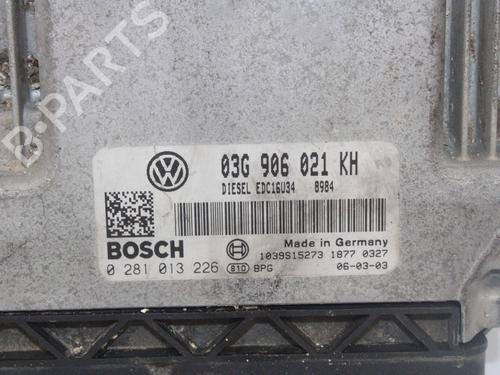 B-PARTS
03G 906 021 KH
DIESEL EDC16U34 8984
BOSCH
Made in Germany
1039S15273 1877 0327
0 281 013 226 810 BPG 06-03-03